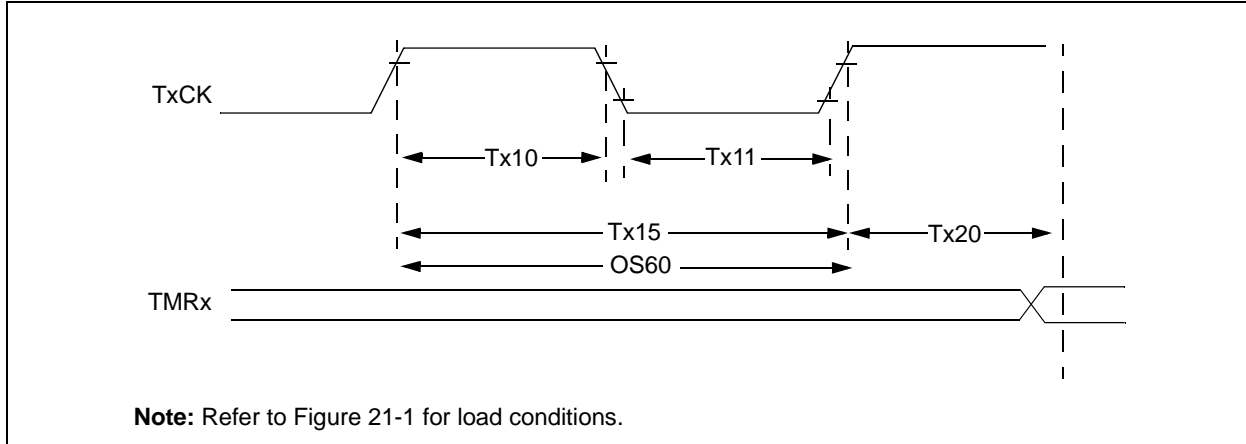 TxCK
Tx10
Tx11
Tx15
Tx20
OS60
TMRx
Note: Refer to Figure 21-1 for load conditions.